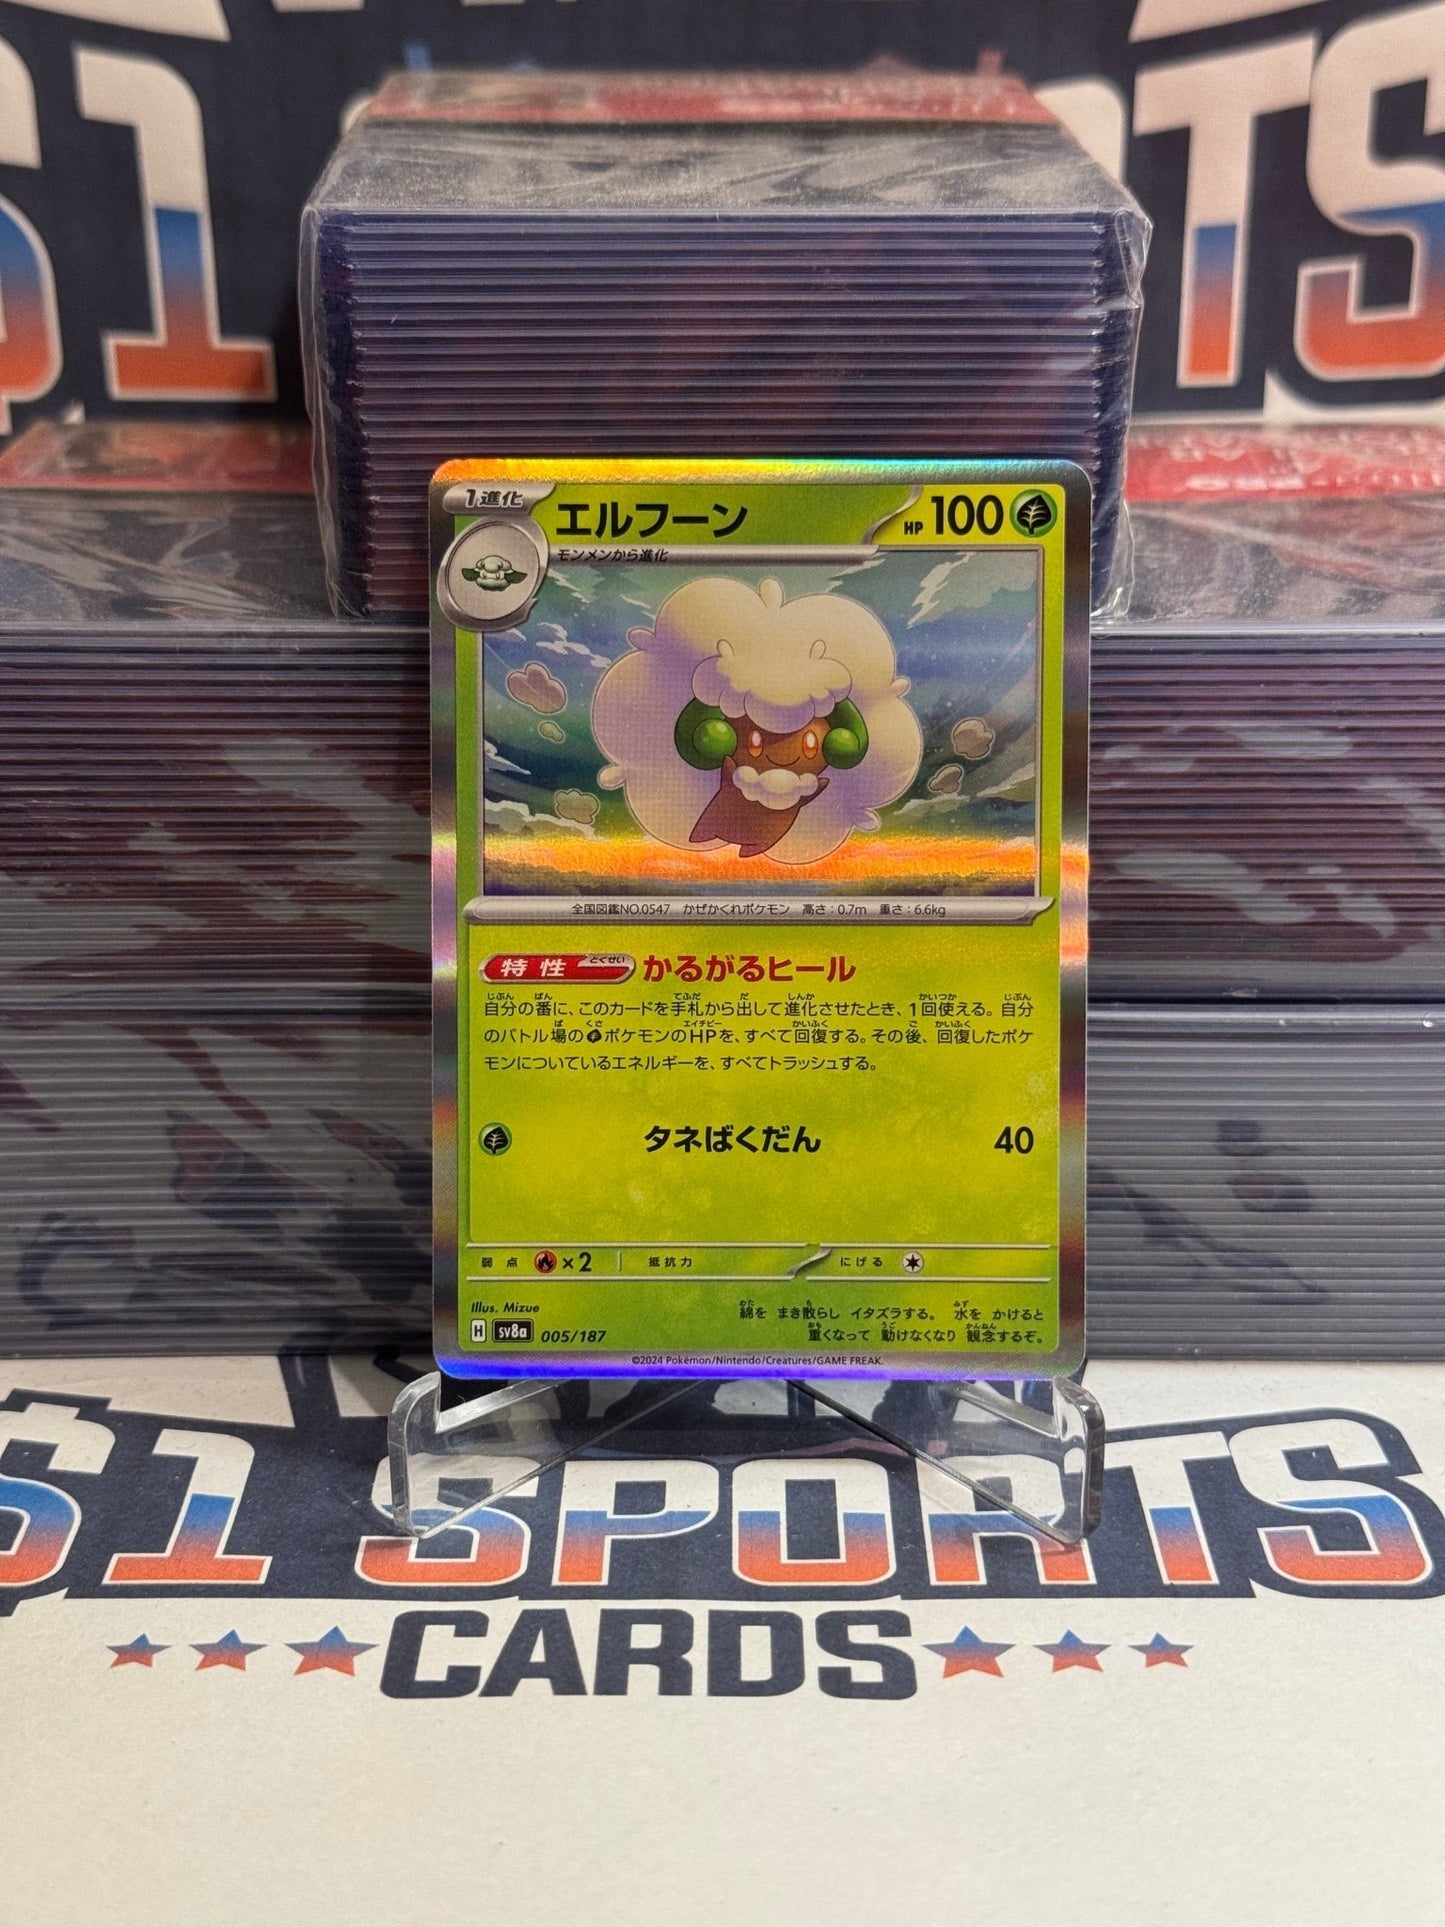 $1 SPORTS
1進化
エルフーン
HP 100
モンメンから進化
全国図鑑NO.0547 かぜかくれポケモン 高さ：0.7m 重さ：6.6kg
特性 とくせい かるがるヒール
自分の番に、このカードを手札から出して進化させたとき、1回使える。自分
のバトル場のポケモンのHPを、すべて回復する。その後、回復したポケ
モンについているエネルギーを、すべてトラッシュする。
タネばくだん 40
弱点 ×2 抵抗力 にげる
Illus. Mizue
綿を まき散らし イタズラする。 水を かけると
重くなって 動けなくなり 観念するぞ。
H sv8a 005/187
©2024 Pokémon/Nintendo/Creatures/GAME FREAK.
$1 SPORTS
CARDS